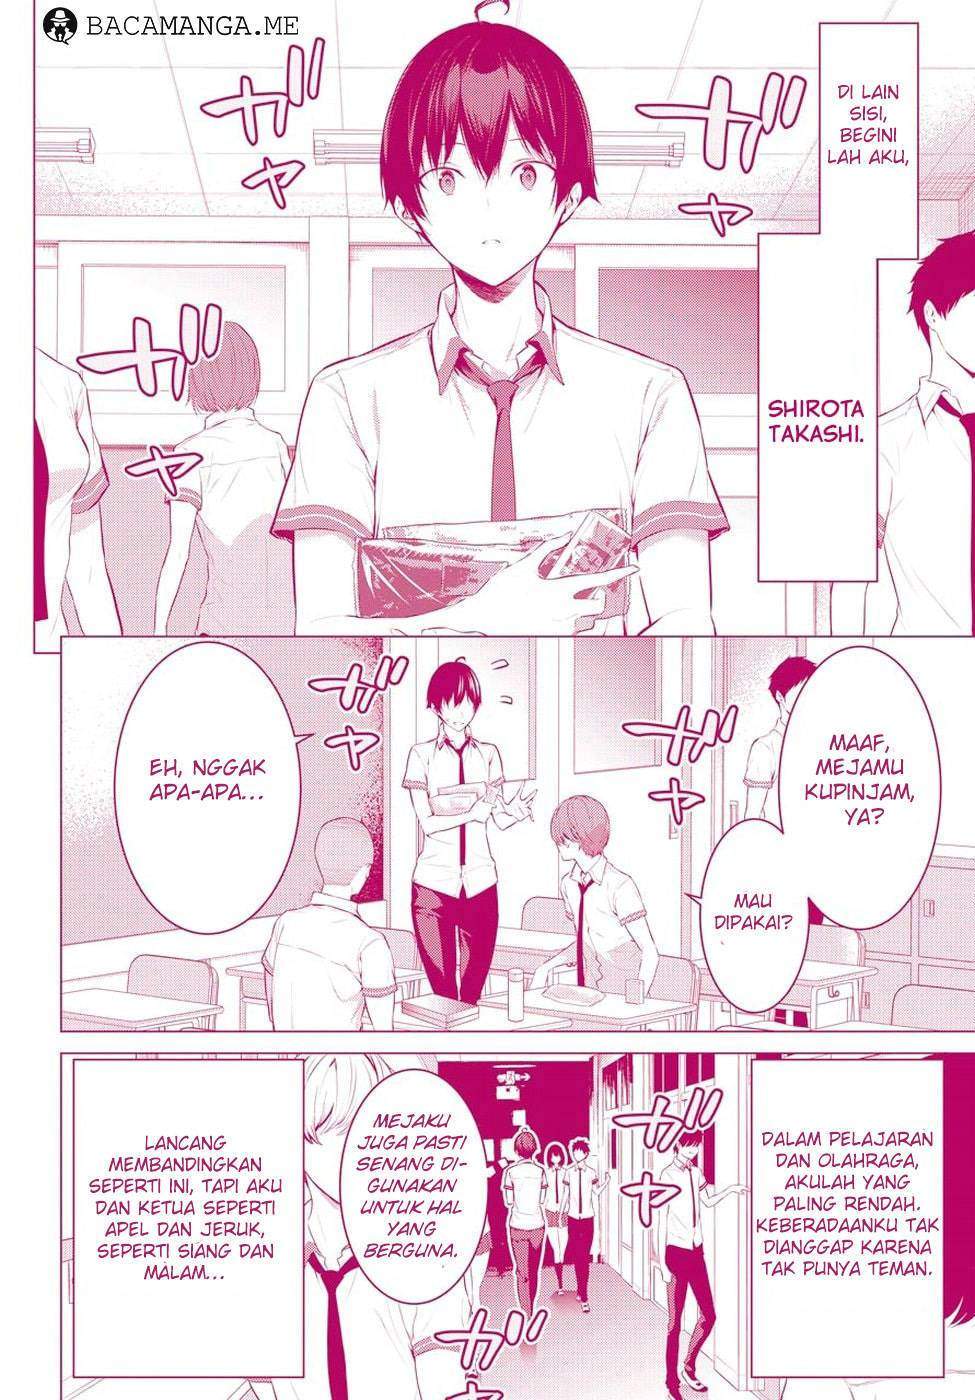 BACAMANGA.ME
DI LAIN
SISI,
BEGINI
LAH AKU,
ガヤ
ガヤ
SHIROTA
TAKASHI.
ガヤ
MAAF,
MEJAMU
KUPINJAM,
YA?
MAU
DIPAKAI?
ガヤ
ガヤ
EH, NGGAK
APA-APA...
DALAM PELAJARAN
DAN OLAHRAGA,
AKULAH YANG
PALING RENDAH.
KEBERADAANKU TAK
DIANGGAP KARENA
TAK PUNYA TEMAN.
ガヤ
MEJAKU
JUGA PASTI
SENANG DI-
GUNAKAN
UNTUK HAL
YANG
BERGUNA.
ガヤ
LANCANG
MEMBANDINGKAN
SEPERTI INI, TAPI AKU
DAN KETUA SEPERTI
APEL DAN JERUK,
SEPERTI SIANG DAN
MALAM...